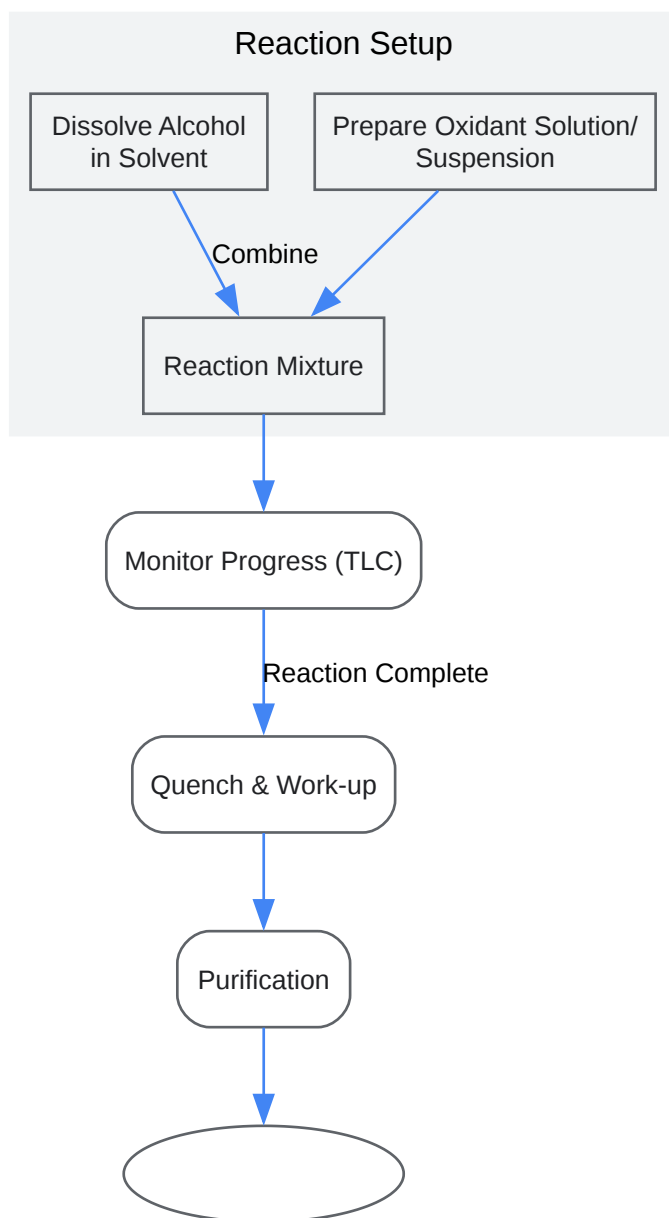 Reaction Setup
Dissolve Alcohol
in Solvent
Prepare Oxidant Solution/
Suspension
Combine
Reaction Mixture
Monitor Progress (TLC)
Reaction Complete
Quench & Work-up
Purification